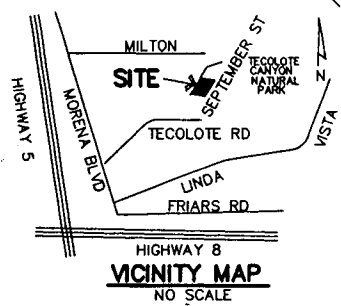 MILTON
SEPTEMBER ST
TECOLOTE
CANYON
NATURAL
PARK
N
SITE
HIGHWAY 5
MORENA BLVD
TECOLOTE RD
VISTA
LINDA
FRIARS RD
HIGHWAY 8
VICINITY MAP
NO SCALE